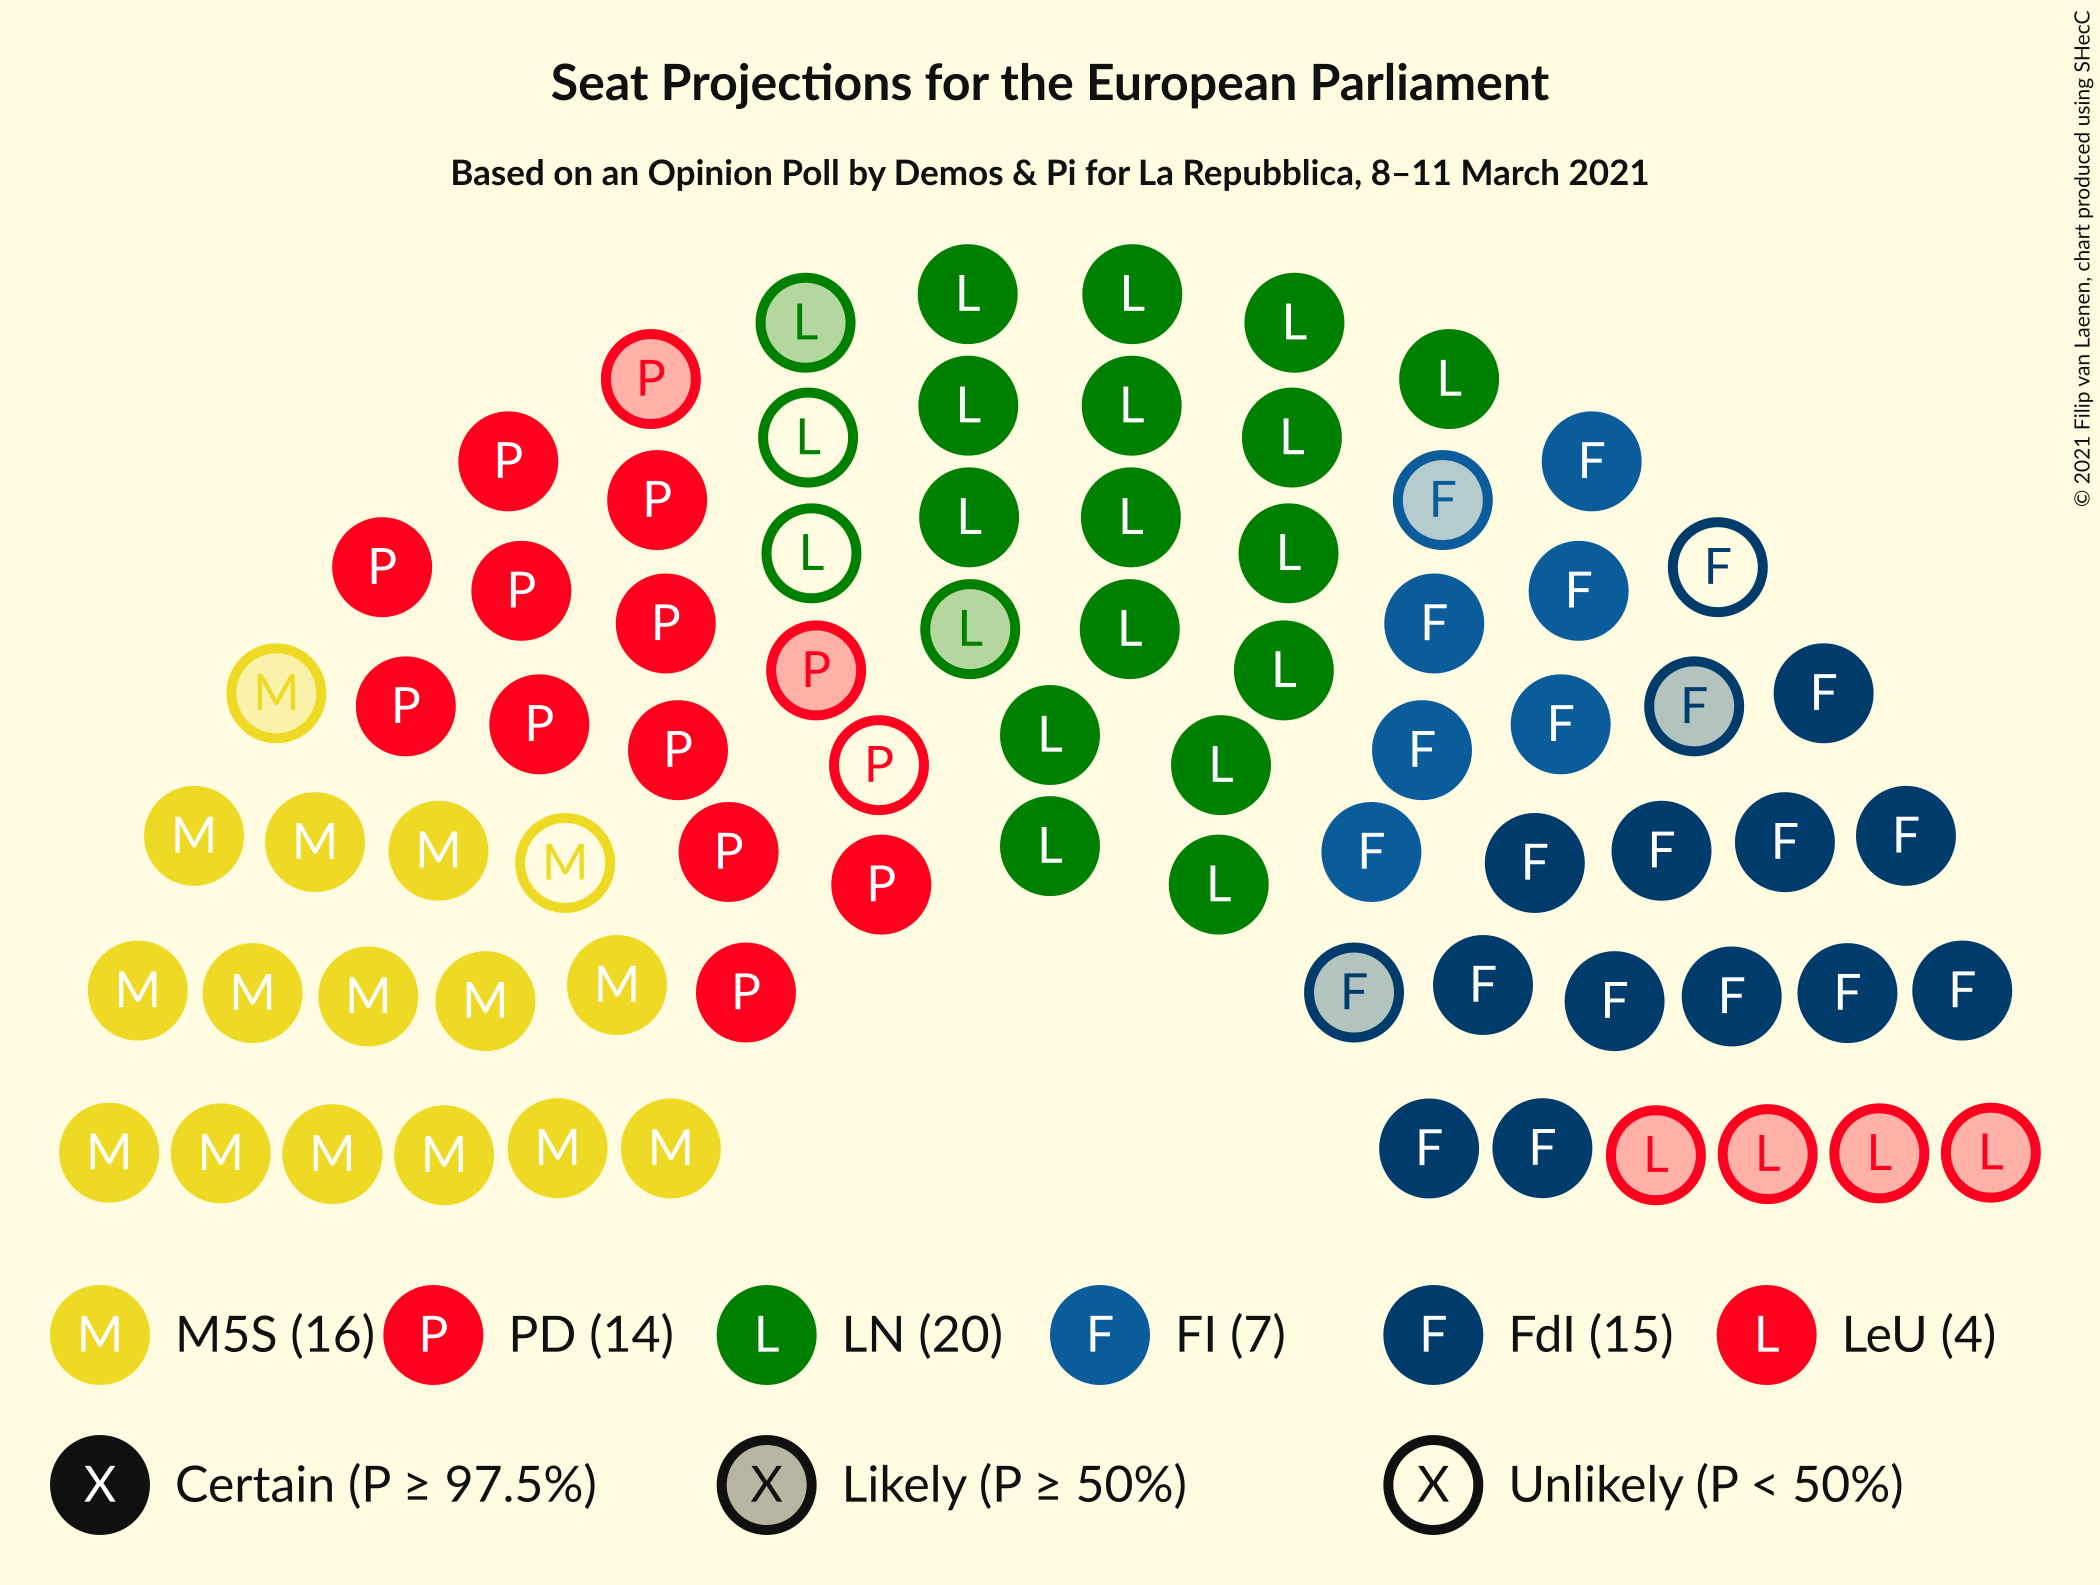 Seat Projections for the European Parliament
Based on an Opinion Poll by Demos & Pi for La Repubblica, 8–11 March 2021
© 2021 Filip van Laenen, chart produced using SHecC
L L
L L
P L
L L
L L
P F
P F
P F
L L
L L
L L
P F
P F
P F
L L
P L
M F
P F
P F
P F
L
P L
M F
M F
M F
P F
M F
L
P L
M F
M F
M F
M F
M F
P F
M M M M M M F F L L L L
M M5S (16) P PD (14) L LN (20) F FI (7) F FdI (15) L LeU (4)
X Certain (P ≥ 97.5%) X Likely (P ≥ 50%) X Unlikely (P < 50%)